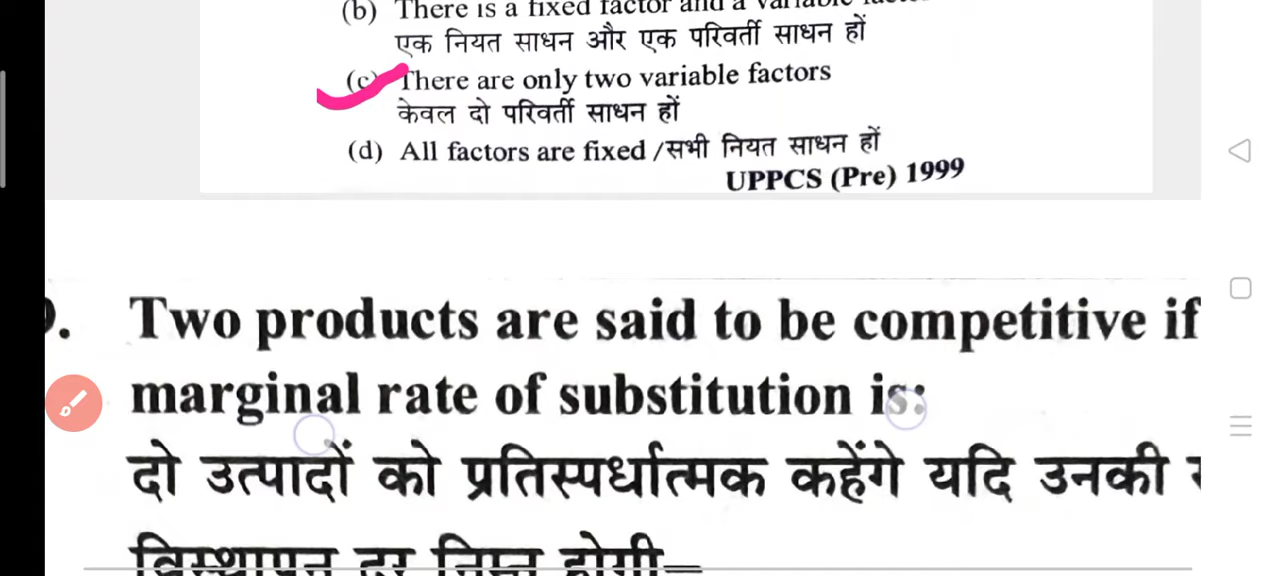 (b) There is a fixed factor and a variable
एक नियत साधन और एक परिवर्ती साधन हों
(c) There are only two variable factors
केवल दो परिवर्ती साधन हों
(d) All factors are fixed /सभी नियत साधन हों
UPPCS (Pre) 1999
Two products are said to be competitive if
marginal rate of substitution is:
दो उत्पादों को प्रतिस्पर्धात्मक कहेंगे यदि उनकी
विस्थापन दर निम्न होगी–